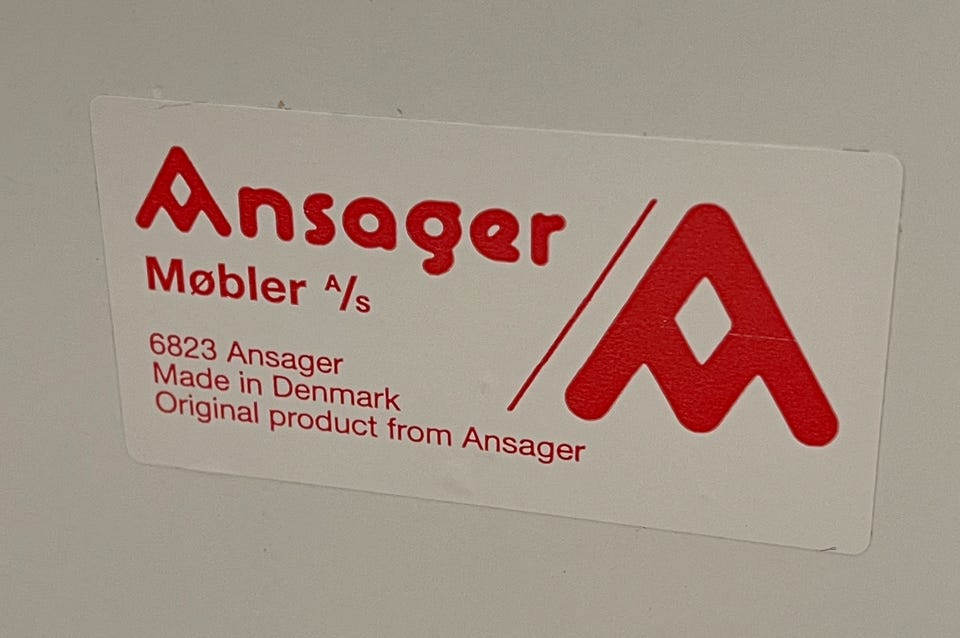 Ansager
Møbler A/S
6823 Ansager
Made in Denmark
Original product from Ansager